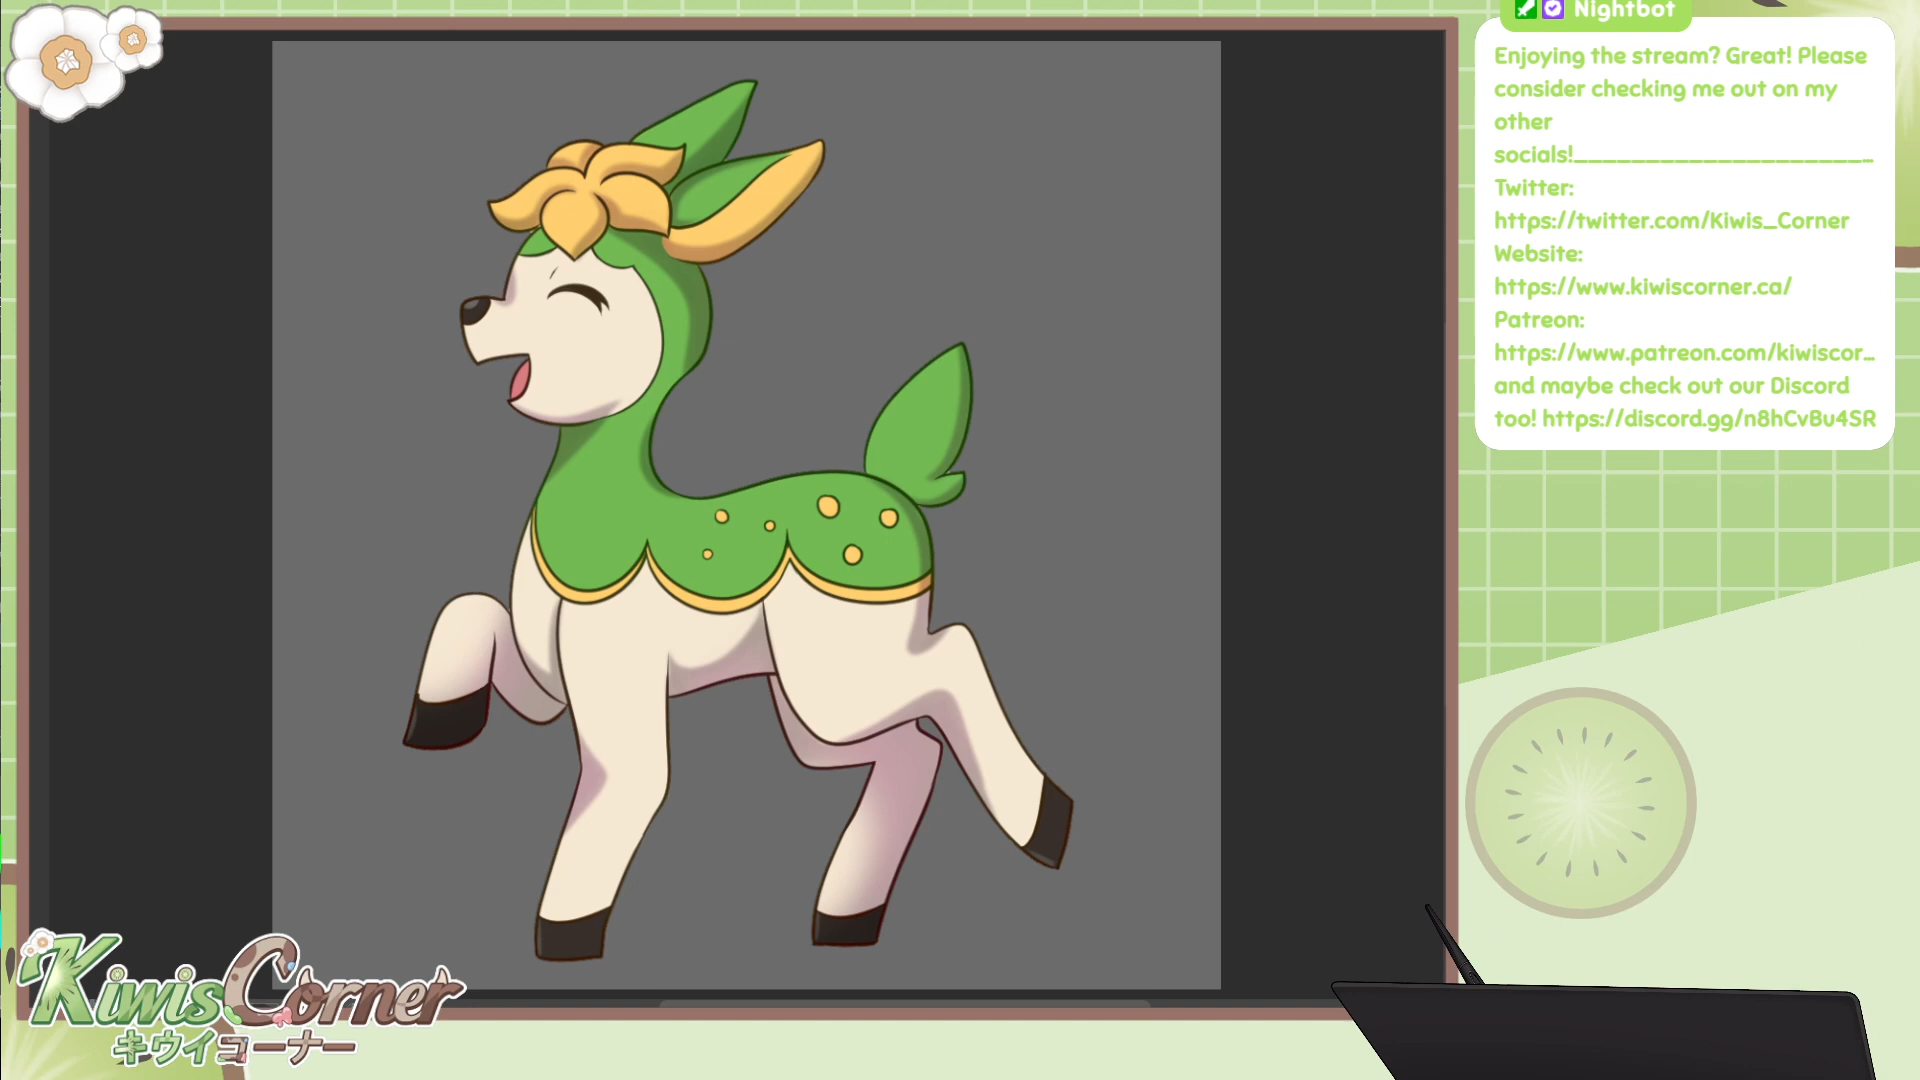 Nightbot
Enjoying the stream? Great! Please
consider checking me out on my
other
socials!____________________...
Twitter:
https://twitter.com/Kiwis_Corner
Website:
https://www.kiwiscorner.ca/
Patreon:
https://www.patreon.com/kiwiscor...
and maybe check out our Discord
too! https://discord.gg/n8hCvBu4SR
Kiwis Corner
キウイコーナー